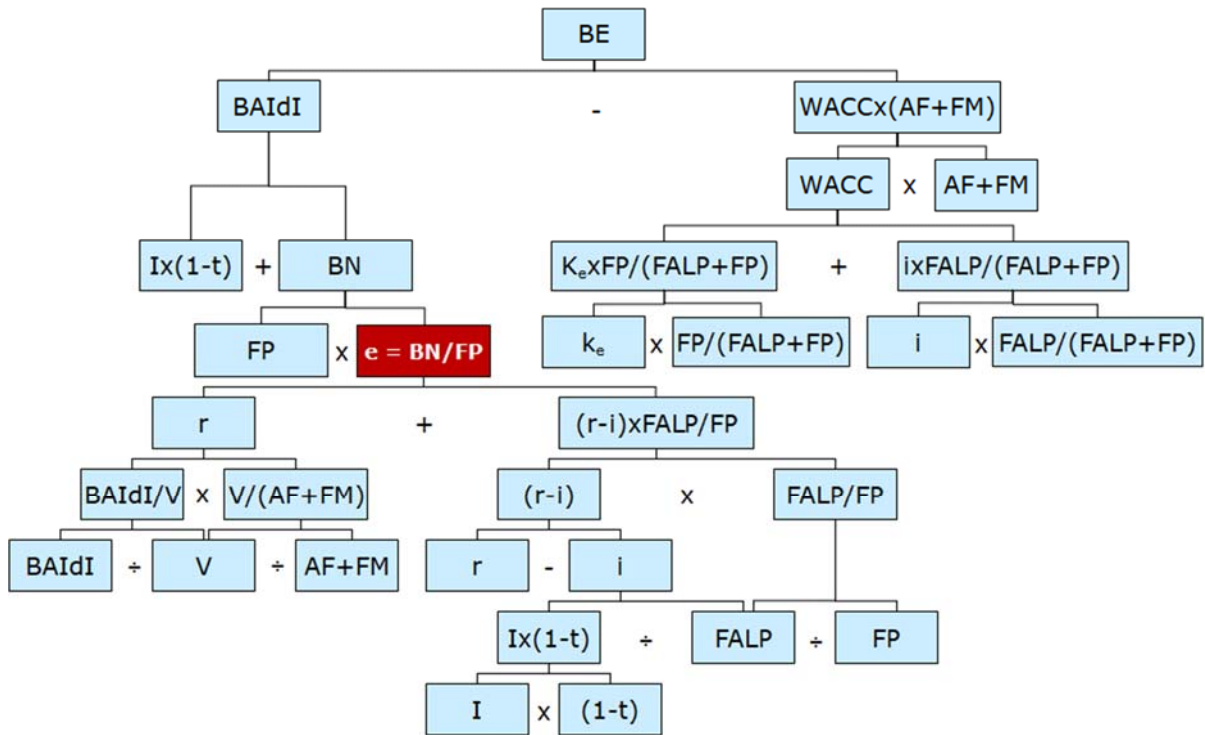 BE
BAIdI - WACCx(AF+FM)
WACC x AF+FM
Ix(1-t) + BN KₑxFP/(FALP+FP) + ixFALP/(FALP+FP)
FP x e = BN/FP kₑ x FP/(FALP+FP) i x FALP/(FALP+FP)
r + (r-i)xFALP/FP
BAIdI/V x V/(AF+FM) (r-i) x FALP/FP
BAIdI ÷ V ÷ AF+FM r - i
Ix(1-t) ÷ FALP ÷ FP
I x (1-t)